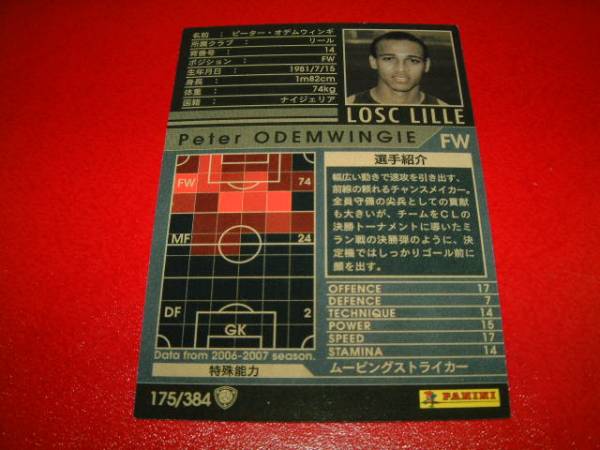 名前 : ピーター・オデムウィンギ
所属クラブ : リール
背番号 : 14
ポジション : FW
生年月日 : 1981/7/15
身長 : 1m82cm
体重 : 74kg
国籍 : ナイジェリア
LOSC LILLE
Peter ODEMWINGIE FW
FW 74
MF 24
DF 2
GK
Data from 2006-2007 season.
選手紹介
幅広い動きで速攻を引き出す、
前線の頼れるチャンスメイカー。
全員守備の尖兵としての貢献
も大きいが、チームをCLの
決勝トーナメントに導いたミ
ラン戦の決勝弾のように、決
定機ではしっかりゴール前に
顔を出す。
OFFENCE 17
DEFENCE 7
TECHNIQUE 14
POWER 15
SPEED 17
STAMINA 14
特殊能力 ムービングストライカー
175/384
PANINI